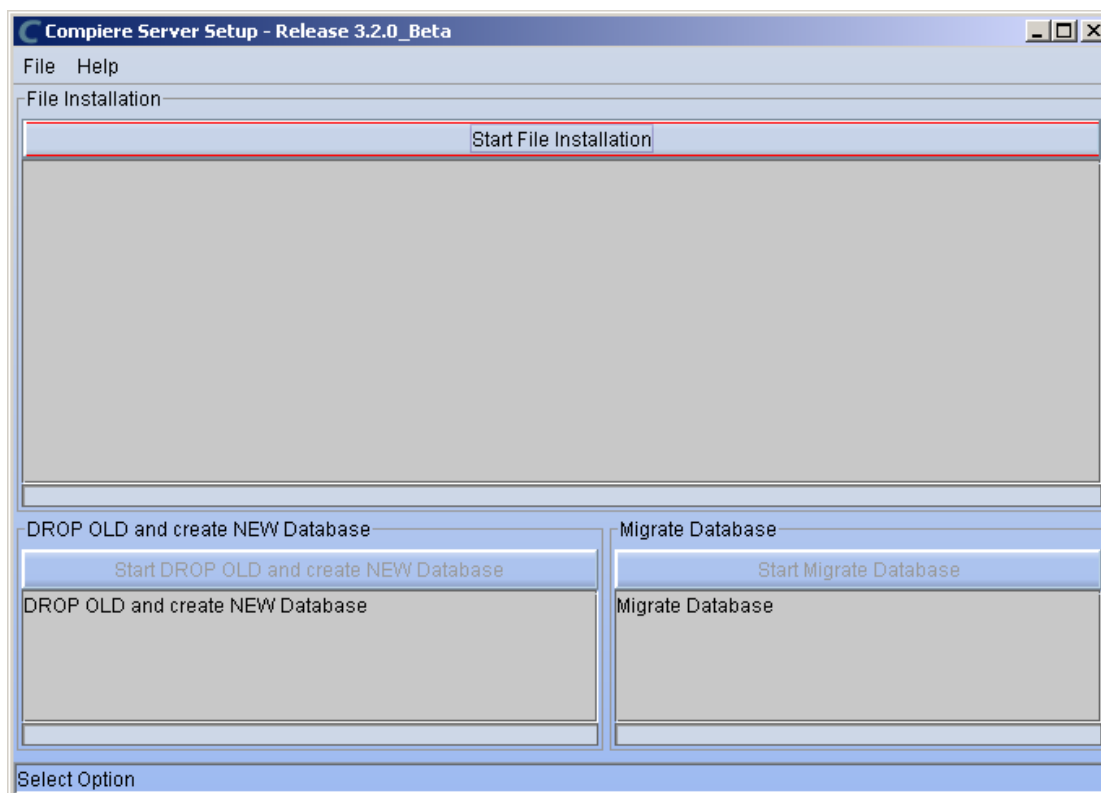 Compiere Server Setup - Release 3.2.0_Beta
File Help
File Installation
Start File Installation
DROP OLD and create NEW Database
Start DROP OLD and create NEW Database
DROP OLD and create NEW Database
Migrate Database
Start Migrate Database
Migrate Database
Select Option